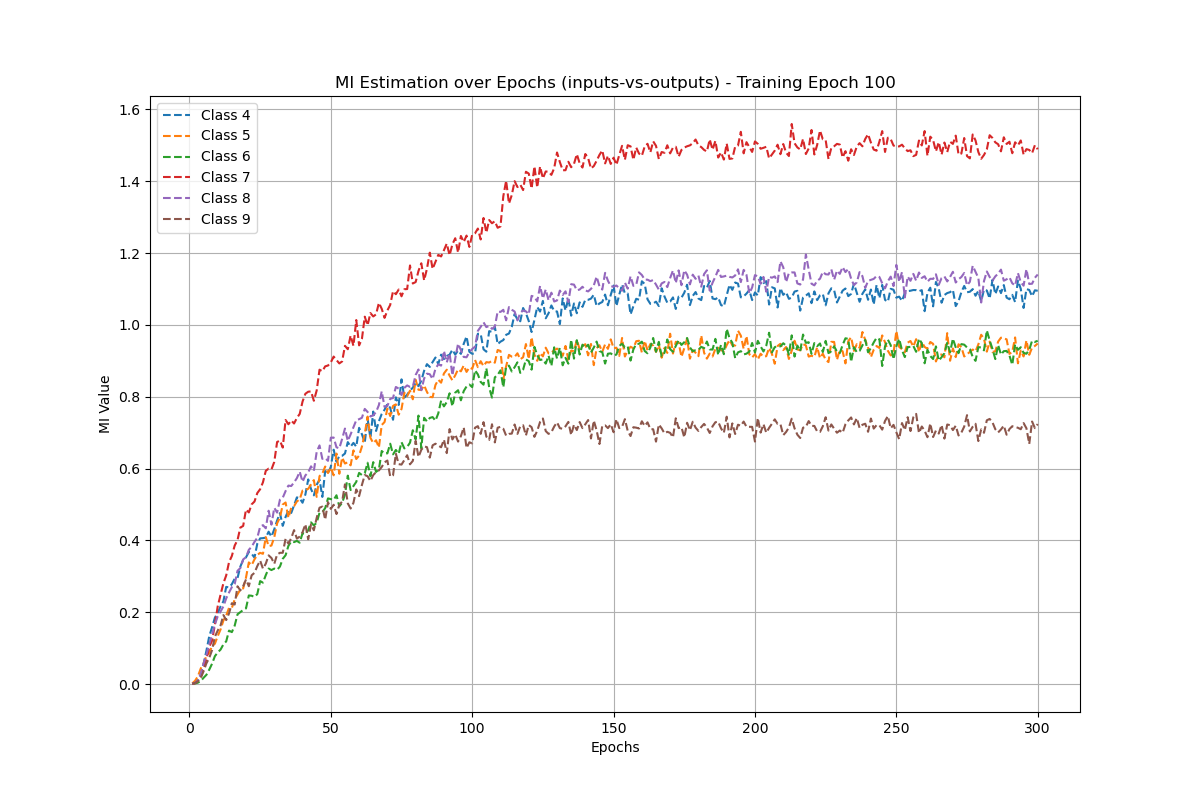 MI Estimation over Epochs (inputs-vs-outputs) - Training Epoch 100
1.6
1.4
1.2
1.0
0.8
0.6
0.4
0.2
0.0
MI Value
Class 4
Class 5
Class 6
Class 7
Class 8
Class 9
0 50 100 150 200 250 300
Epochs